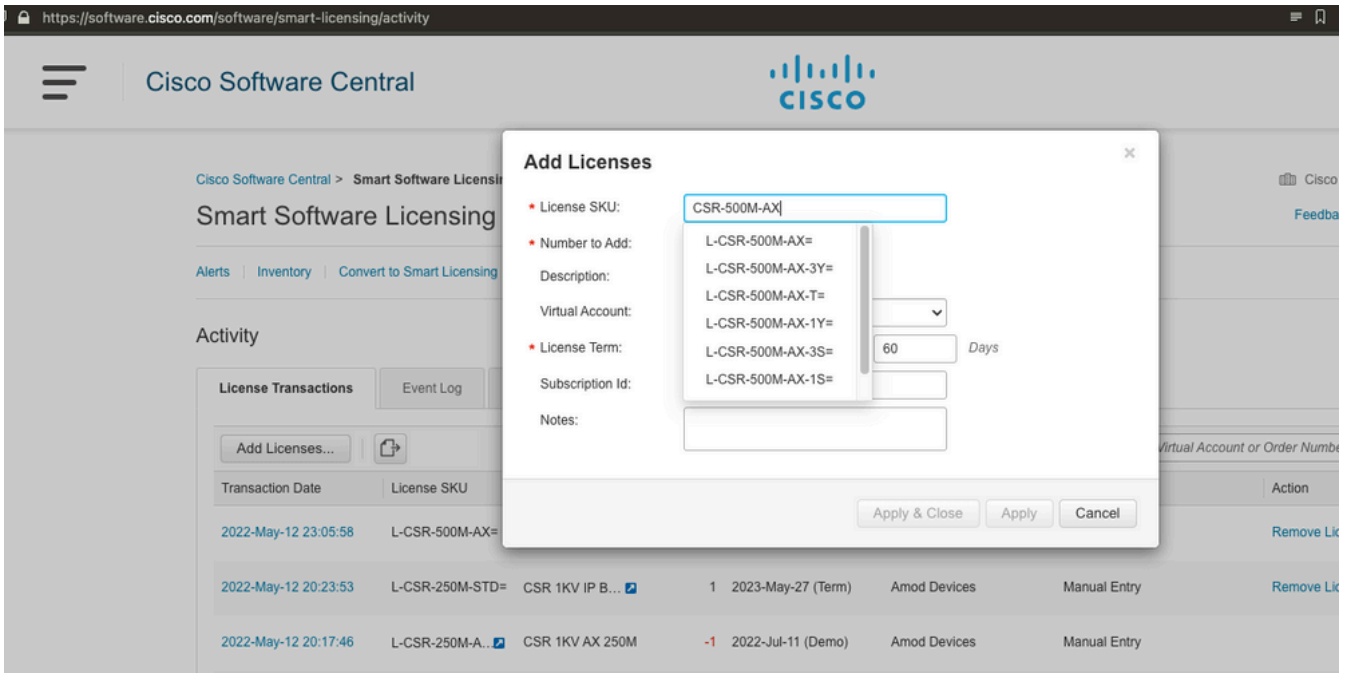 https://software.cisco.com/software/smart-licensing/activity
Cisco Software Central
CISCO
Cisco Software Central > Smart Software Licensin
Cisco
Smart Software Licensing
Feedba
Alerts | Inventory | Convert to Smart Licensing
Activity
License Transactions
Event Log
Add Licenses...
Virtual Account or Order Numbe
Add Licenses
×
* License SKU: CSR-500M-AX
* Number to Add:
Description:
Virtual Account:
* License Term: 60 Days
Subscription Id:
Notes:
L-CSR-500M-AX=
L-CSR-500M-AX-3Y=
L-CSR-500M-AX-T=
L-CSR-500M-AX-1Y=
L-CSR-500M-AX-3S=
L-CSR-500M-AX-1S=
Apply & Close Apply Cancel
Transaction Date License SKU Action
2022-May-12 23:05:58 L-CSR-500M-AX= Remove Lic
2022-May-12 20:23:53 L-CSR-250M-STD= CSR 1KV IP B... 1 2023-May-27 (Term) Amod Devices Manual Entry Remove Lic
2022-May-12 20:17:46 L-CSR-250M-A... CSR 1KV AX 250M -1 2022-Jul-11 (Demo) Amod Devices Manual Entry